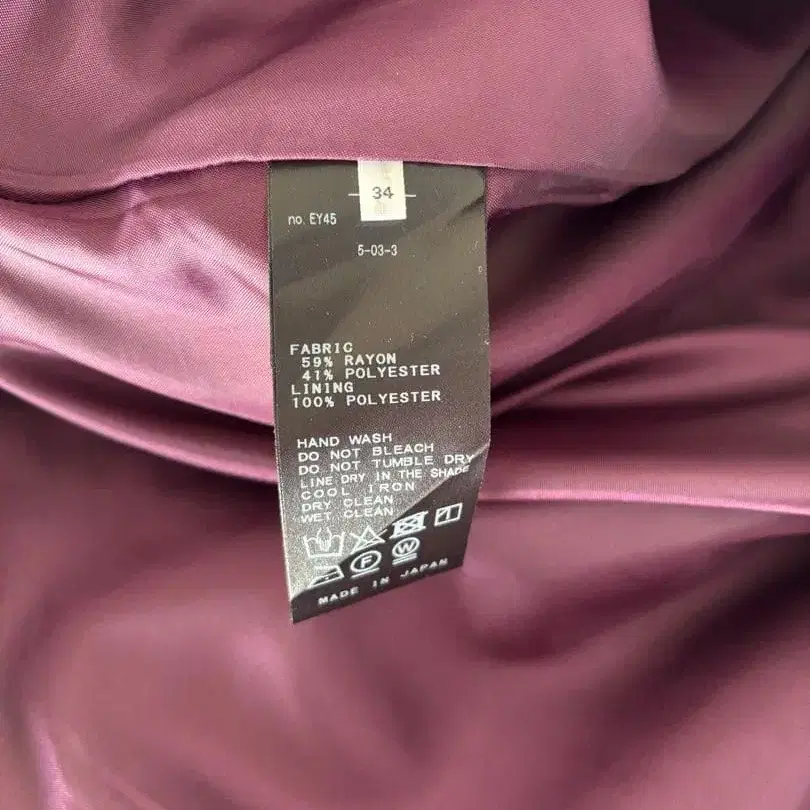 34
no. EY45
5-03-3
FABRIC
59% RAYON
41% POLYESTER
LINING
100% POLYESTER
HAND WASH
DO NOT BLEACH
DO NOT TUMBLE DRY
LINE DRY IN THE SHADE
COOL IRON
DRY CLEAN
WET CLEAN
F W
MADE IN JAPAN